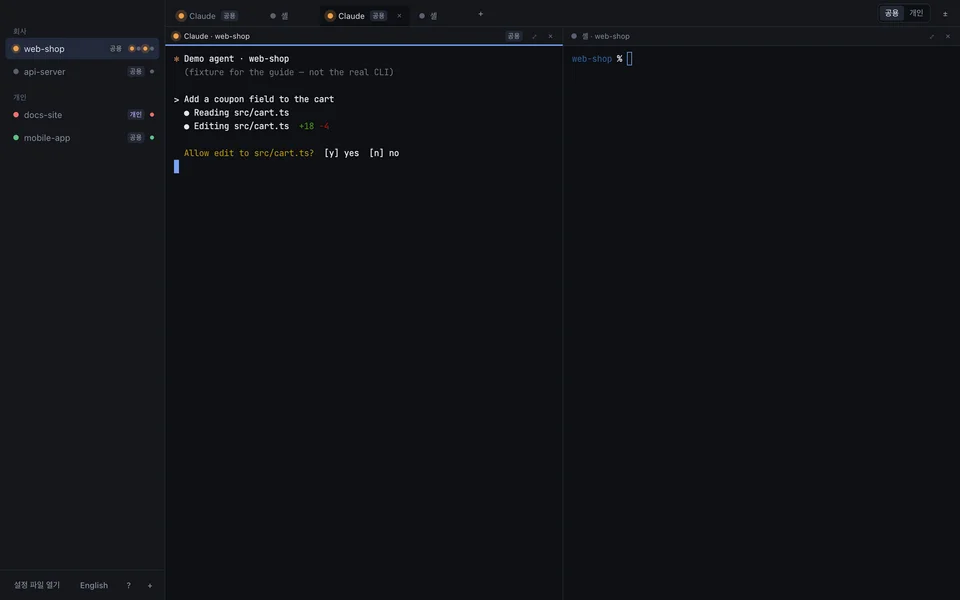 회사
web-shop 공용
api-server 공용
개인
docs-site 개인
mobile-app 공용
설정 파일 열기 English ? +
Claude 공용 셸 Claude 공용 × 셸 +
공용 개인 ±
Claude · web-shop 공용 ×
✻ Demo agent · web-shop
(fixture for the guide — not the real CLI)
> Add a coupon field to the cart
● Reading src/cart.ts
● Editing src/cart.ts +18 -4
Allow edit to src/cart.ts? [y] yes [n] no
셸 · web-shop ×
web-shop %